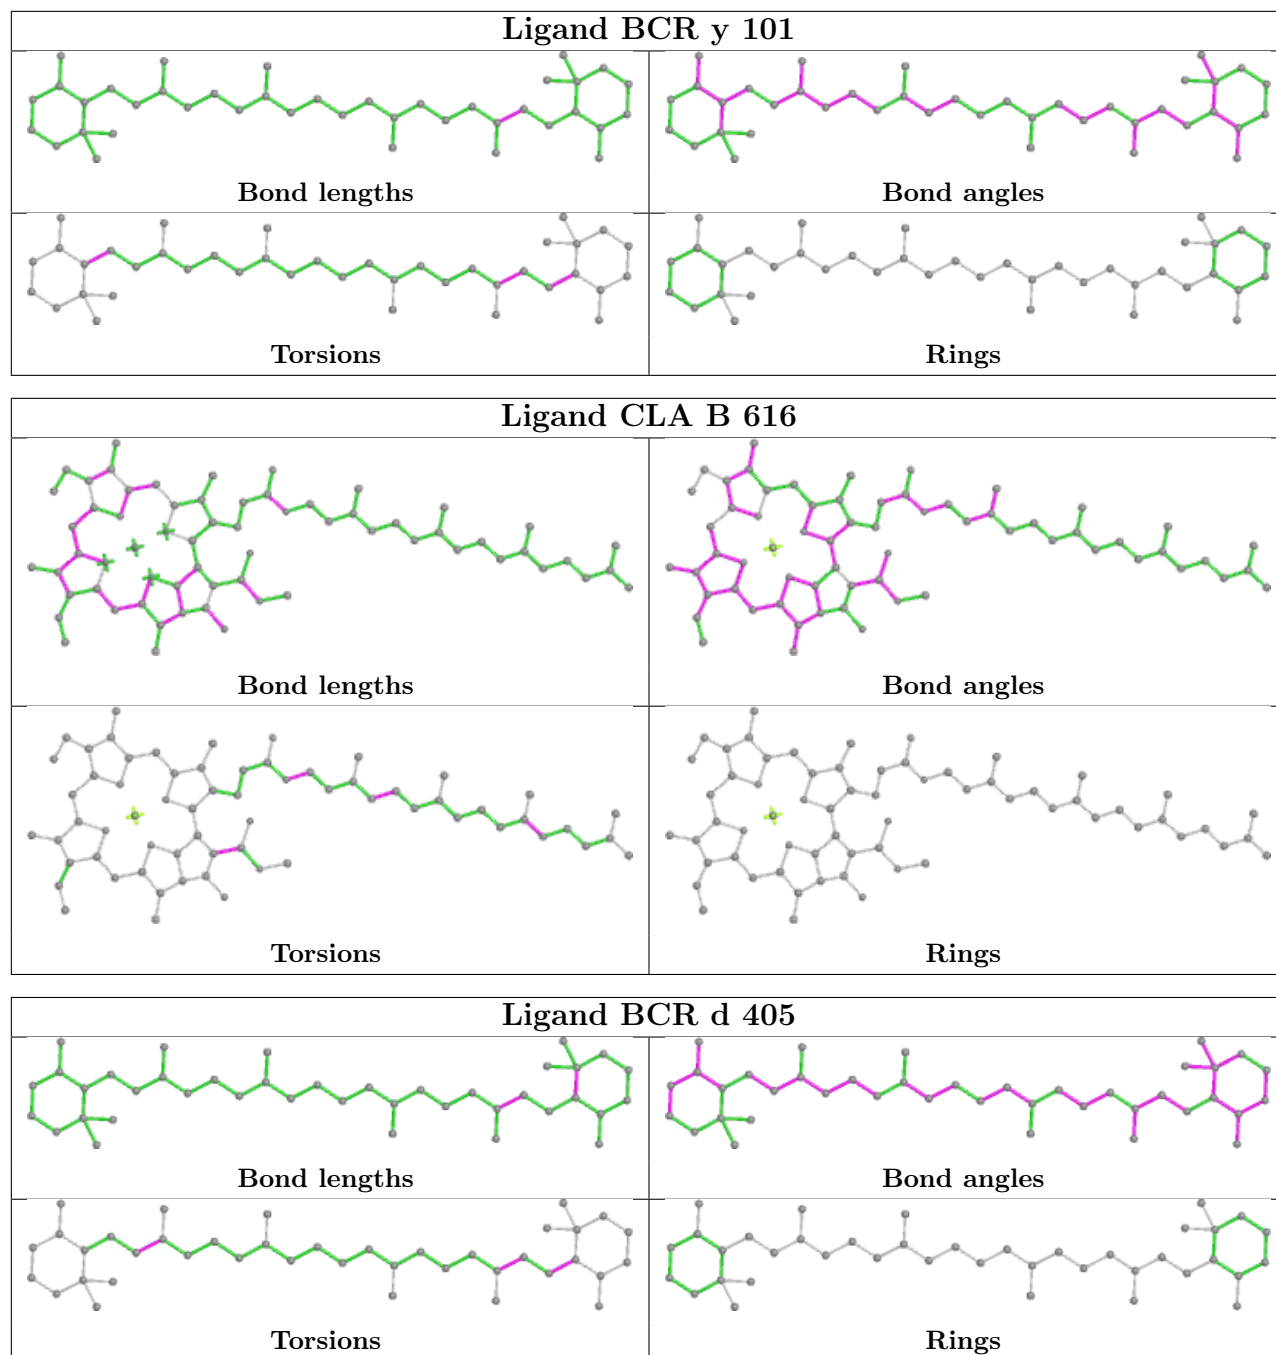 Ligand BCR y 101
Bond lengths
Bond angles
Torsions
Rings
Ligand CLA B 616
Bond lengths
Bond angles
Torsions
Rings
Ligand BCR d 405
Bond lengths
Bond angles
Torsions
Rings